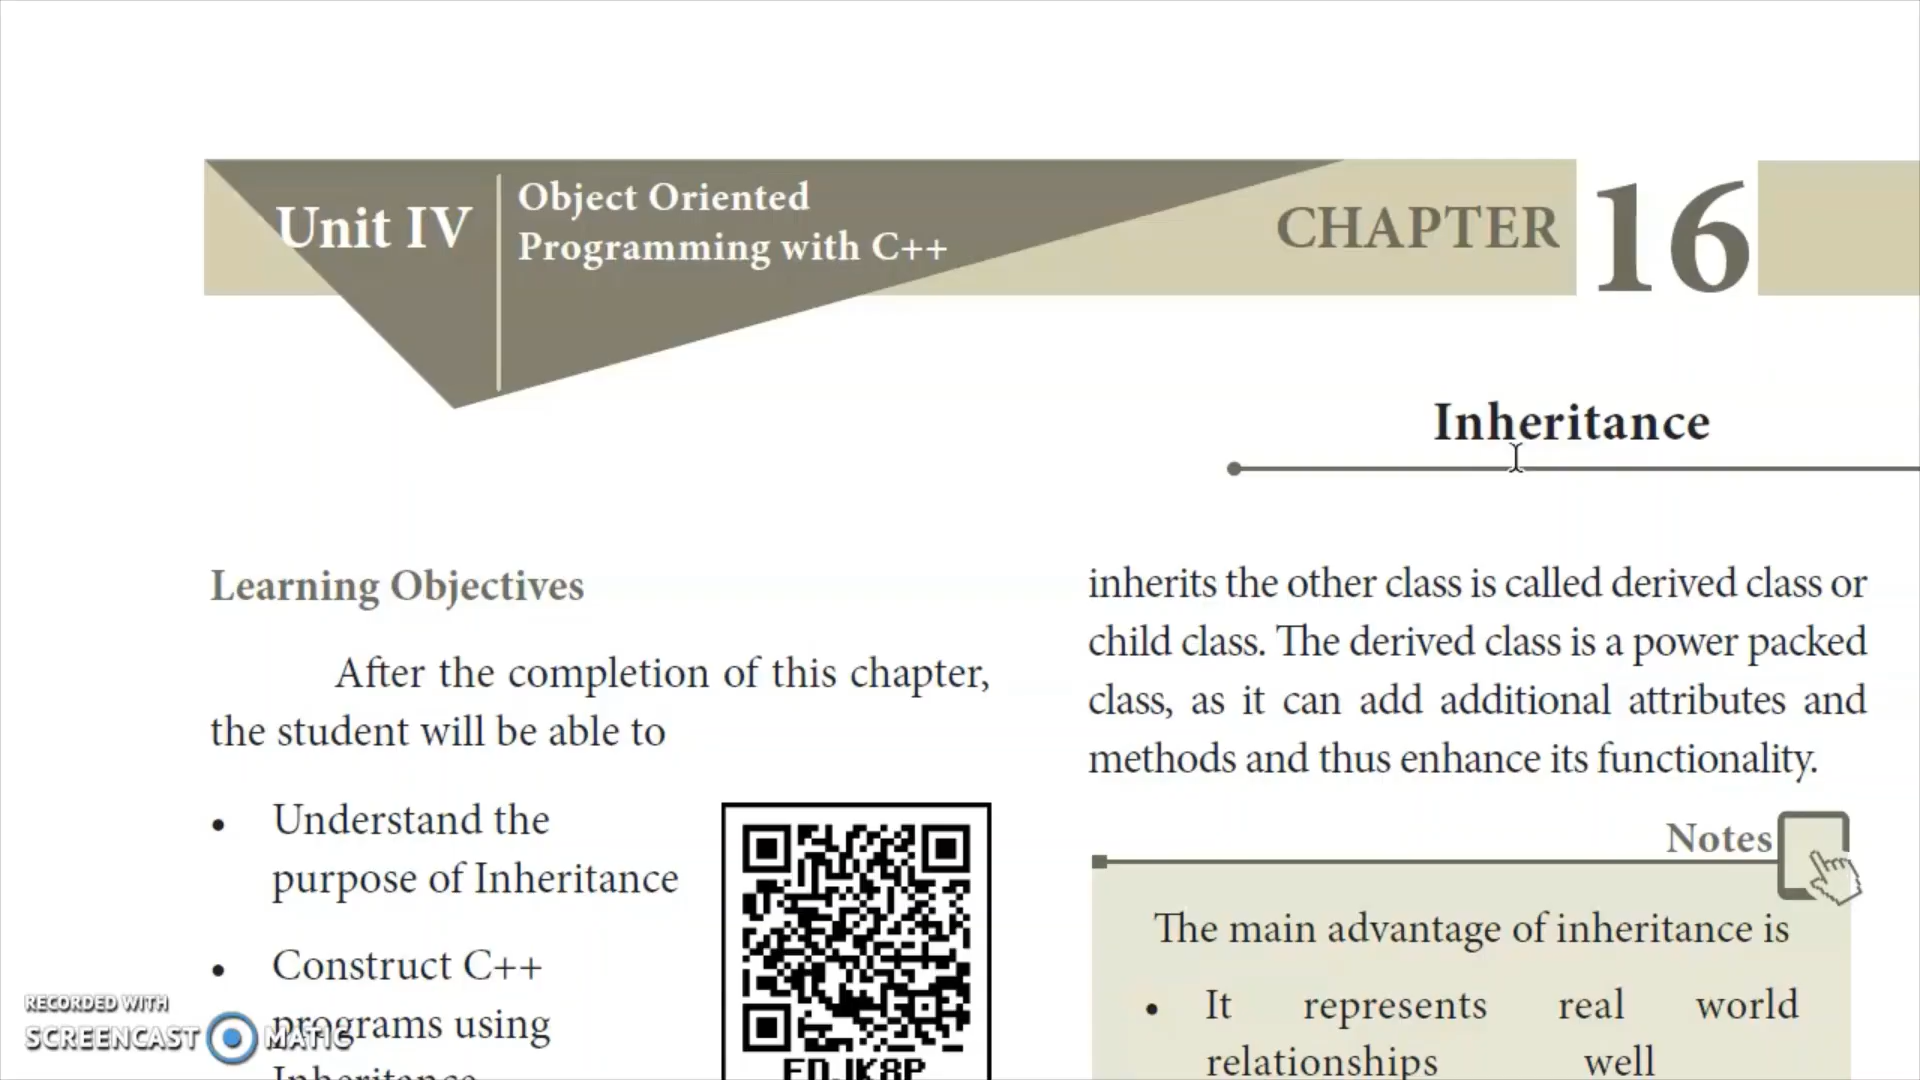 Unit IV
Object Oriented
Programming with C++
CHAPTER 16
Inheritance
Learning Objectives
After the completion of this chapter,
the student will be able to
• Understand the
purpose of Inheritance
• Construct C++
programs using
Inheritance
inherits the other class is called derived class or
child class. The derived class is a power packed
class, as it can add additional attributes and
methods and thus enhance its functionality.
Notes
The main advantage of inheritance is
• It represents real world
relationships well
RECORDED WITH
SCREENCAST MATIC